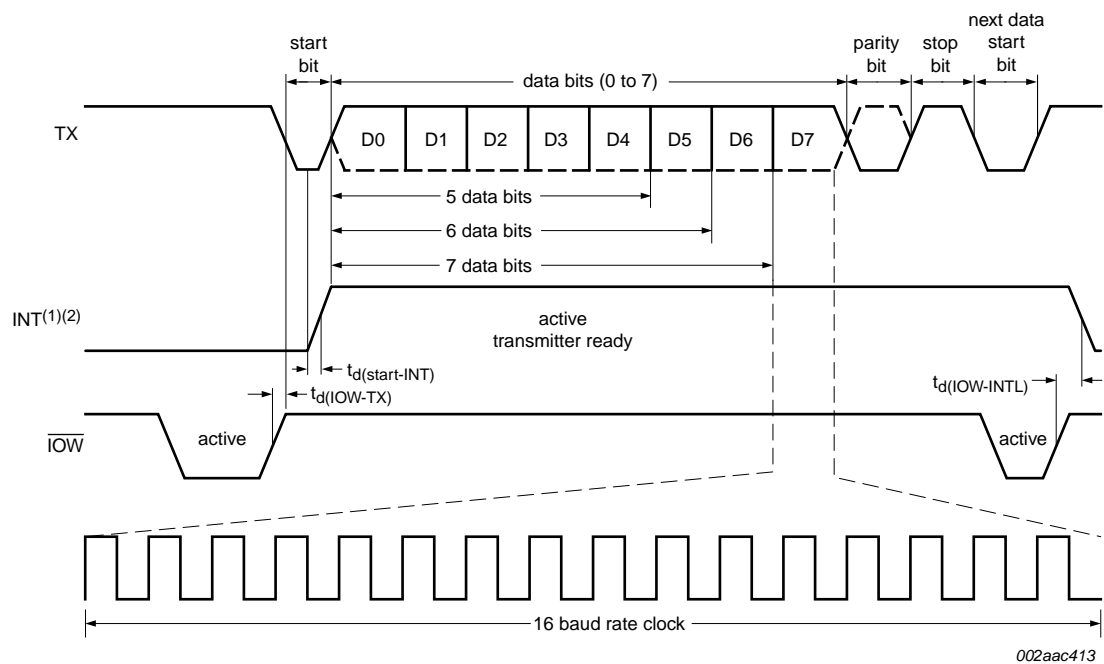 start
bit
data bits (0 to 7)
parity
bit
stop
bit
next data
start
bit
TX
D0 D1 D2 D3 D4 D5 D6 D7
5 data bits
6 data bits
7 data bits
INT(1)(2)
active
transmitter ready
td(start-INT)
td(IOW-TX)
td(IOW-INTL)
IOW
active
active
16 baud rate clock
002aac413